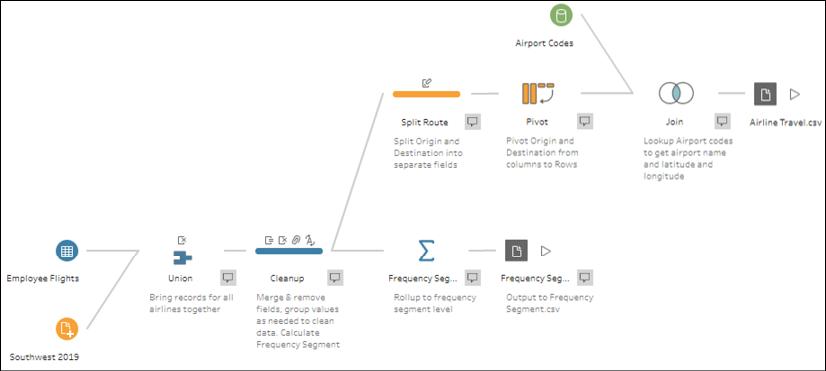 Airport Codes
Split Route
Split Origin and
Destination into
separate fields
Pivot
Pivot Origin and
Destination from
columns to Rows
Join
Lookup Airport codes
to get airport name
and latitude and
longitude
Airline Travel.csv
Employee Flights
Southwest 2019
Union
Bring records for all
airlines together
Cleanup
Merge & remove
fields, group values
as needed to clean
data. Calculate
Frequency Segment
Frequency Seg...
Rollup to frequency
segment level
Frequency Seg...
Output to Frequency
Segment.csv